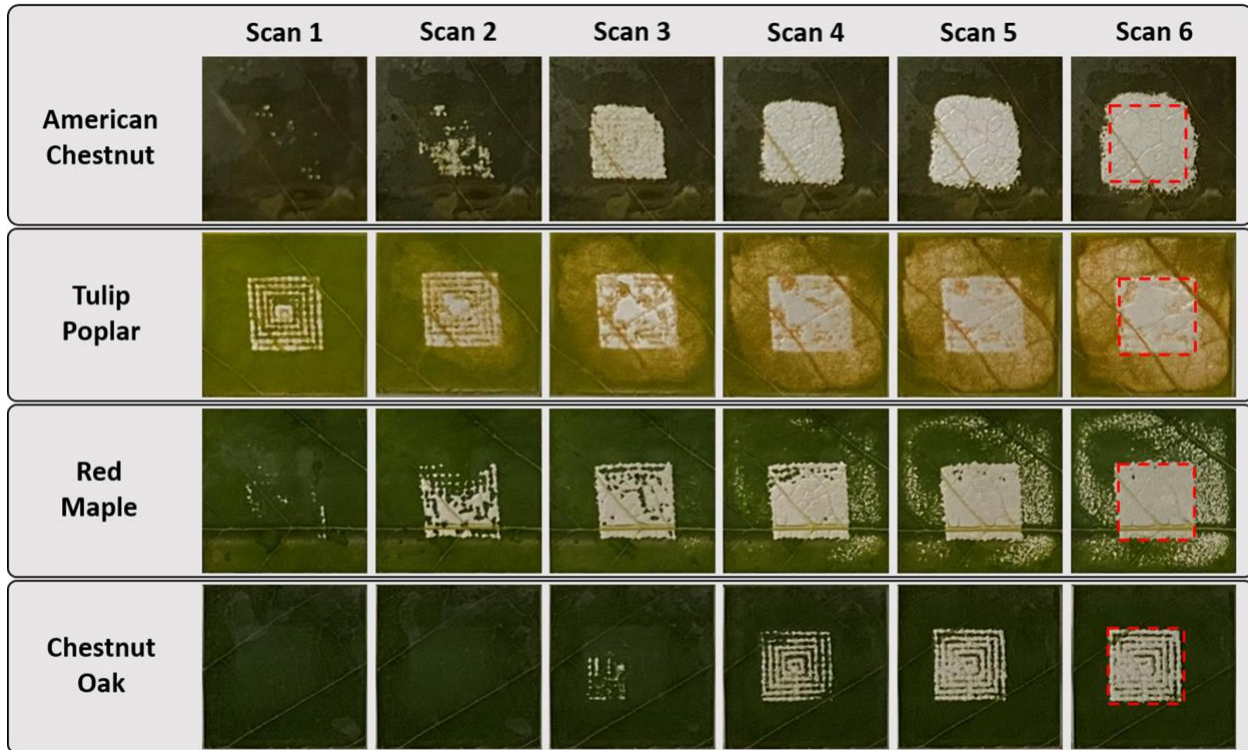 Scan 1 Scan 2 Scan 3 Scan 4 Scan 5 Scan 6
American
Chestnut
Tulip
Poplar
Red
Maple
Chestnut
Oak